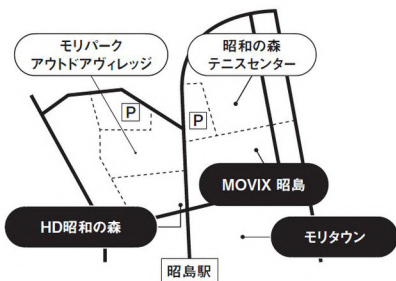 モリパーク
アウトドアヴィレッジ
昭和の森
テニスセンター
P
P
MOVIX 昭島
HD昭和の森
モリタウン
昭島駅